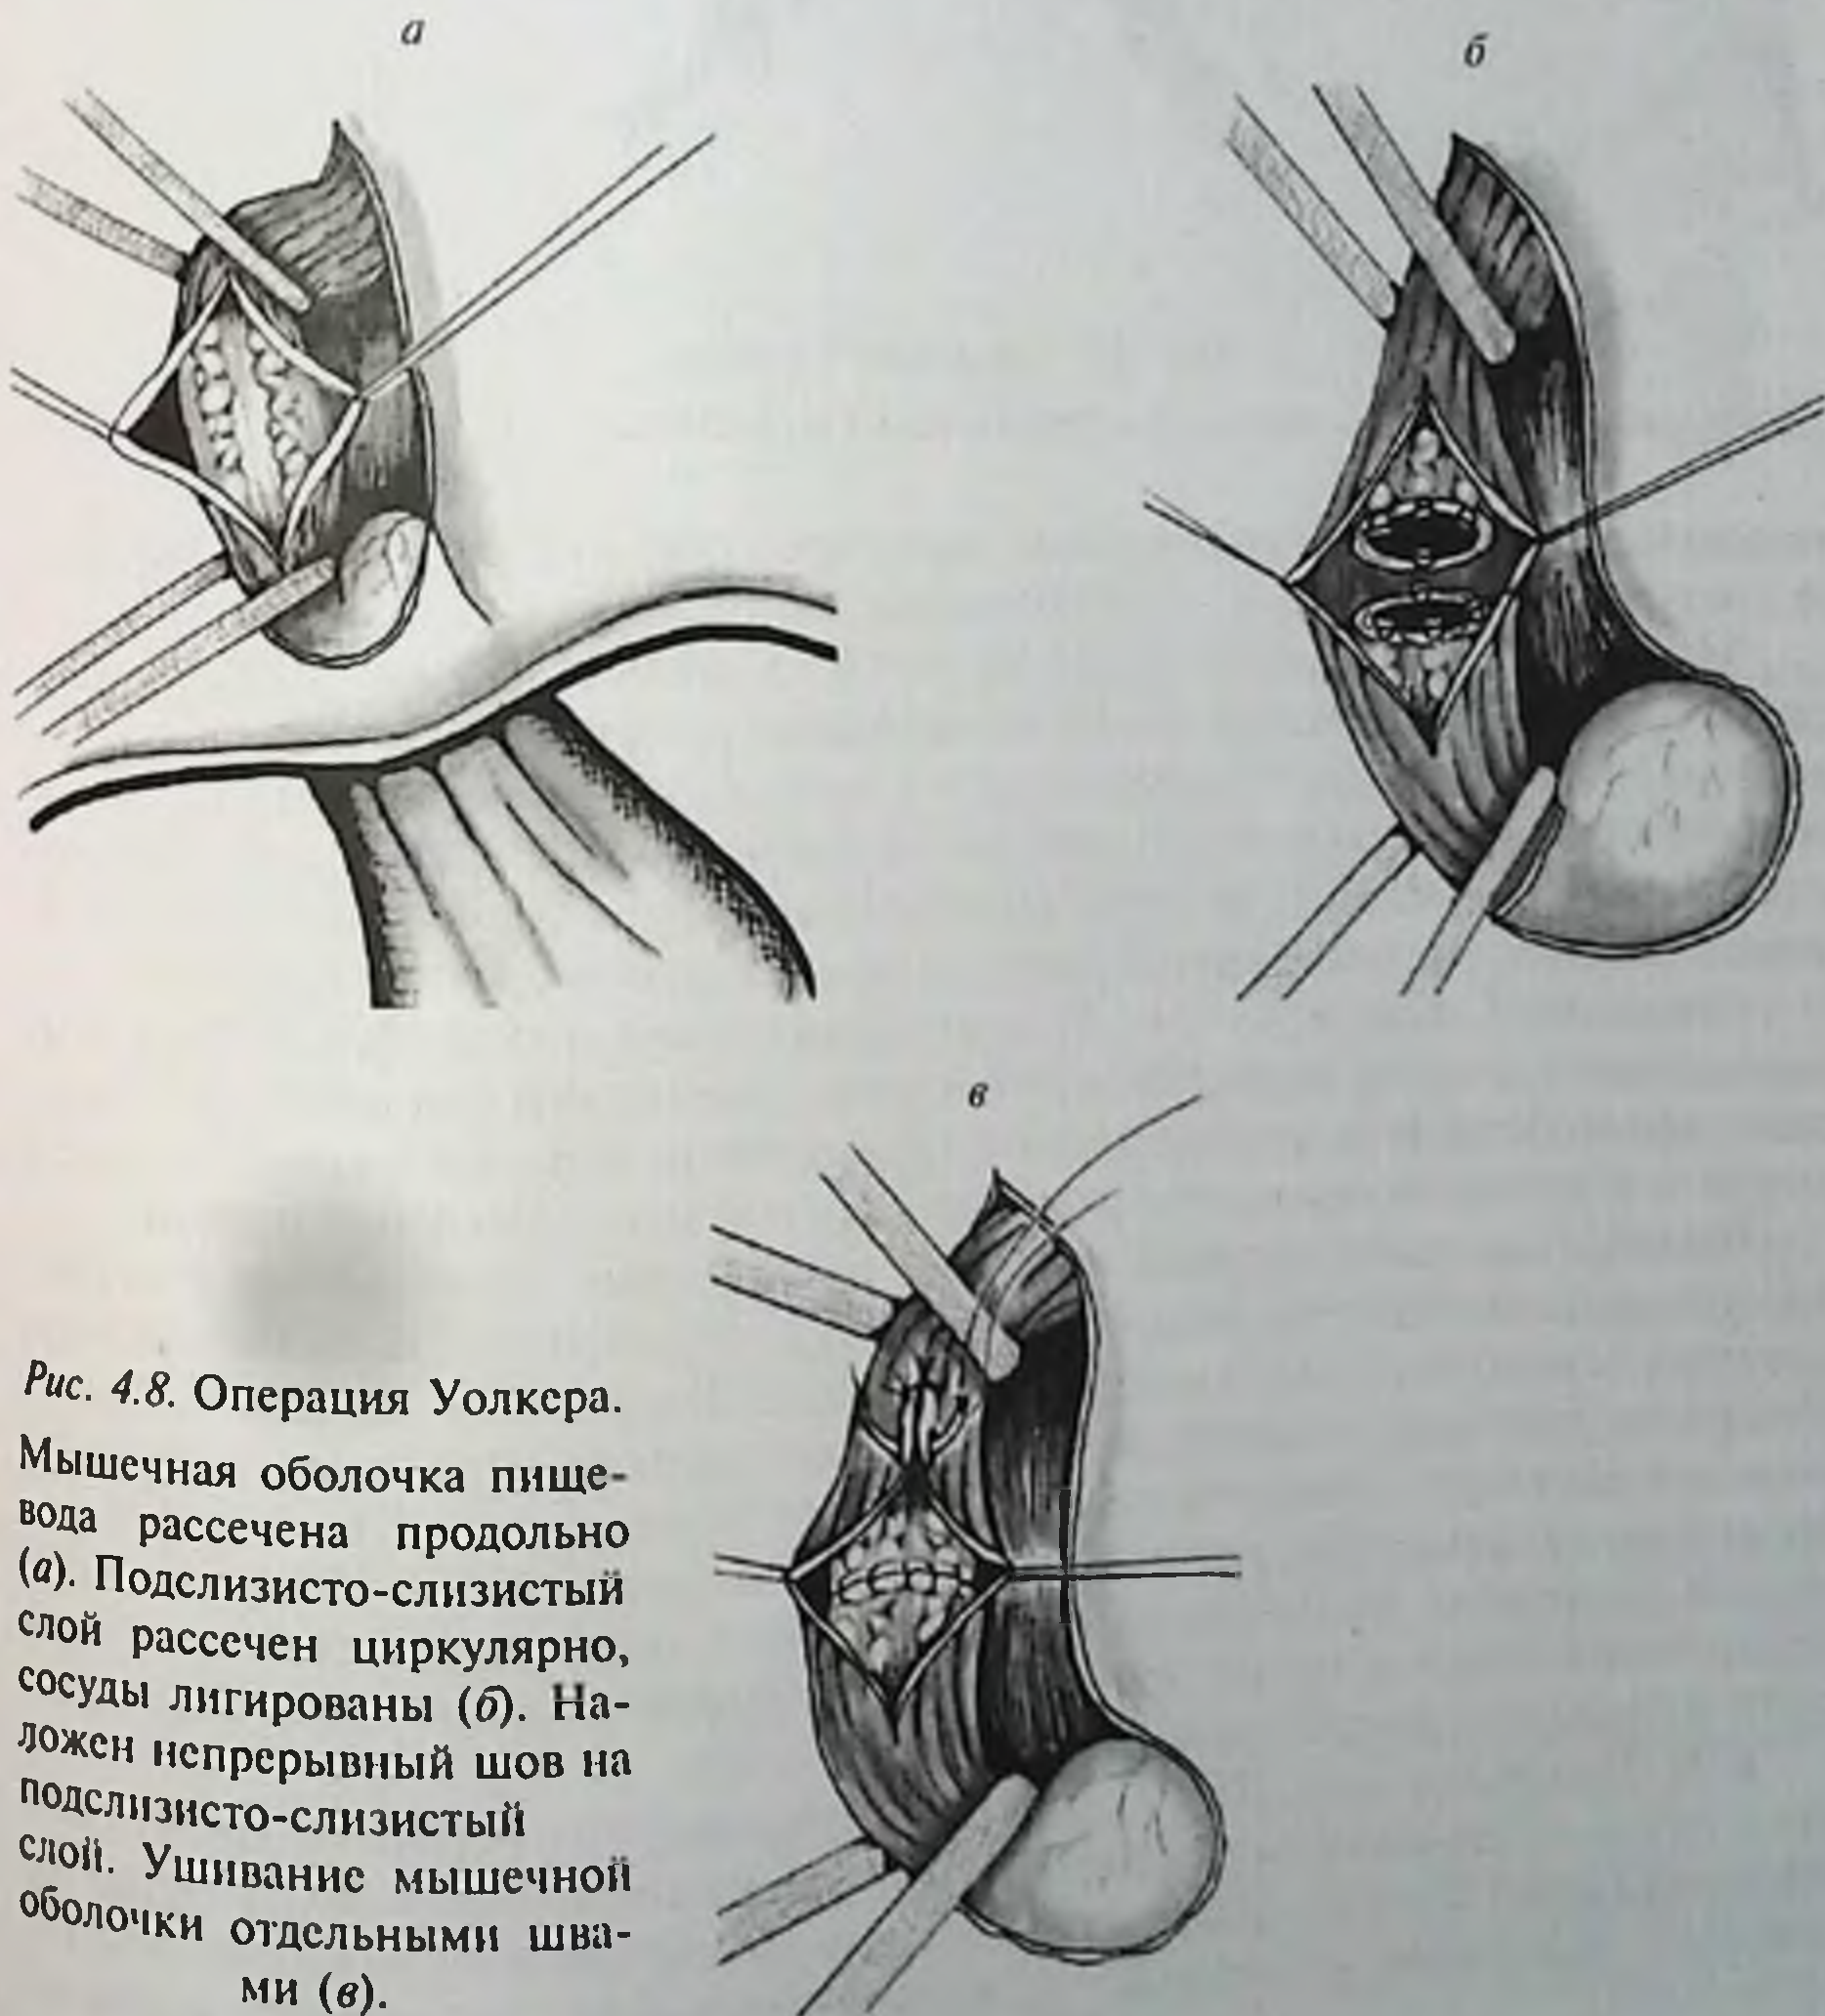 а
б
в
Рис. 4.8. Операция Уолкера.
Мышечная оболочка пище-
вода рассечена продольно
(а). Подслизисто-слизистый
слой рассечен циркулярно,
сосуды лигированы (б). На-
ложен непрерывный шов на
подслизисто-слизистый
слой. Ушивание мышечной
оболочки отдельными шва-
ми (в).